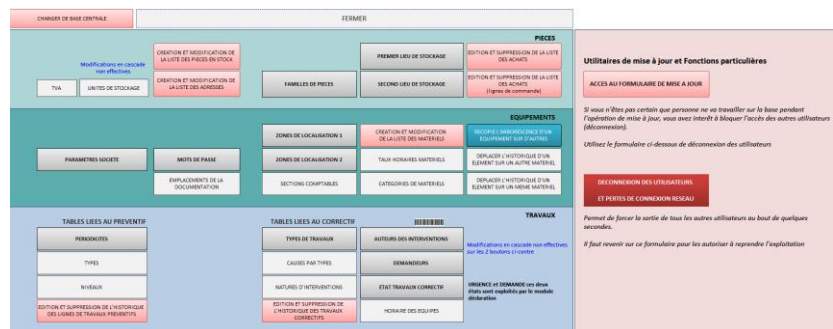 CHANGER DE BASE CENTRALE
FERMER
PIECES
Modifications en cascade
non effectives
CREATION ET MODIFICATION DE
LA LISTE DES PIECES EN STOCK
PREMIER LIEU DE STOCKAGE
EDITION ET SUPPRESSION DE LA LISTE
DES ACHATS
TVA
UNITES DE STOCKAGE
CREATION ET MODIFICATION DE
LA LISTE DES ADRESSES
FAMILLES DE PIECES
SECOND LIEU DE STOCKAGE
EDITION ET SUPPRESSION DE LA LISTE
DES ACHATS
(lignes de commande)
EQUIPEMENTS
ZONES DE LOCALISATION 1
CREATION ET MODIFICATION
DE LA LISTE DES MATERIELS
RECOPIE L'ARBORESCENCE D'UN
EQUIPEMENT SUR D'AUTRES
PARAMETRES SOCIETE
MOTS DE PASSE
ZONES DE LOCALISATION 2
TAUX HORAIRES MATERIELS
DEPLACER L'HISTORIQUE D'UN
ELEMENT SUR UN AUTRE MATERIEL
EMPLACEMENTS DE LA
DOCUMENTATION
SECTIONS COMPTABLES
CATEGORIES DE MATERIELS
DEPLACER L'HISTORIQUE D'UN
ELEMENT SUR UN MEME MATERIEL
TRAVAUX
TABLES LIEES AU PREVENTIF
TABLES LIEES AU CORRECTIF
PERIODICITES
TYPES DE TRAVAUX
AUTEURS DES INTERVENTIONS
Modifications en cascade non effectives
sur les 2 boutons ci-contre
TYPES
CAUSES PAR TYPES
DEMANDEURS
NIVEAUX
NATURES D'INTERVENTIONS
ETAT TRAVAUX CORRECTIF
URGENCE et DEMANDE ces deux
états sont exploités par le module
déclaration
EDITION ET SUPPRESSION DE L'HISTORIQUE
DES LIGNES DE TRAVAUX PREVENTIFS
EDITION ET SUPPRESSION DE
L'HISTORIQUE DES TRAVAUX
CORRECTIFS
HORAIRE DES EQUIPES
Utilitaires de mise à jour et Fonctions particulières
ACCES AU FORMULAIRE DE MISE A JOUR
Si vous n'êtes pas certain que personne ne va travailler sur la base pendant
l'opération de mise à jour, vous avez intérêt à bloquer l'accès des autres utilisateurs
(déconnexion).
Utilisez le formulaire ci-dessous de déconnexion des utilisateurs
DECONNEXION DES UTILISATEURS
ET PERTES DE CONNEXION RESEAU
Permet de forcer la sortie de tous les autres utilisateurs au bout de quelques
secondes.
Il faut revenir sur ce formulaire pour les autoriser à reprendre l'exploitation